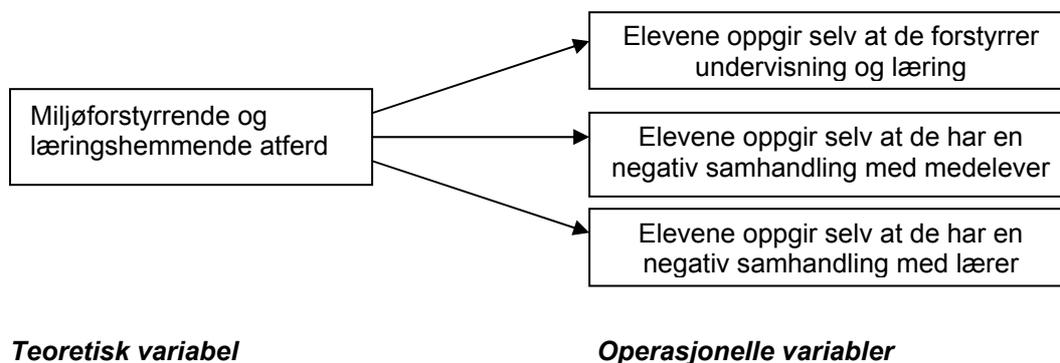 Miljøforstyrrende og
læringshemmende atferd
Elevene oppgir selv at de forstyrrer
undervisning og læring
Elevene oppgir selv at de har en
negativ samhandling med medelever
Elevene oppgir selv at de har en
negativ samhandling med lærer
Teoretisk variabel
Operasjonelle variabler